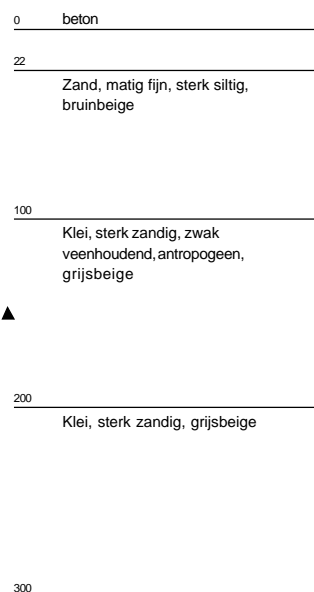 0 beton
22
Zand, matig fijn, sterk siltig,
bruinbeige
100
Klei, sterk zandig, zwak
veenhoudend, antropogeen,
grijsbeige
200
Klei, sterk zandig, grijsbeige
300